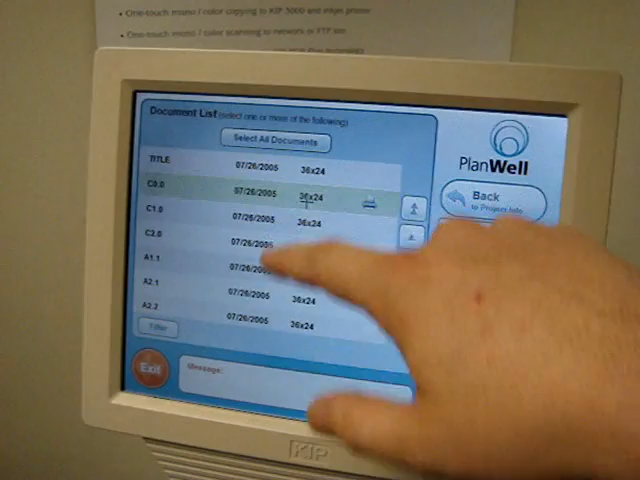 • One-touch mono / color copying to KIP 3000 and inkjet printer
• One-touch mono / color scanning to network or FTP site
Document List (select one or more of the following)
Select All Documents
PlanWell
TITLE 07/26/2005 36x24
C0.0 07/26/2005 36x24
Back
to Project Info
C1.0 07/26/2005 36x24
C2.0 07/26/2005
A1.1 07/26/2005
A2.1 07/26/2005 36x24
A2.2 07/26/2005 36x24
Filter
Exit
Message:
KIP